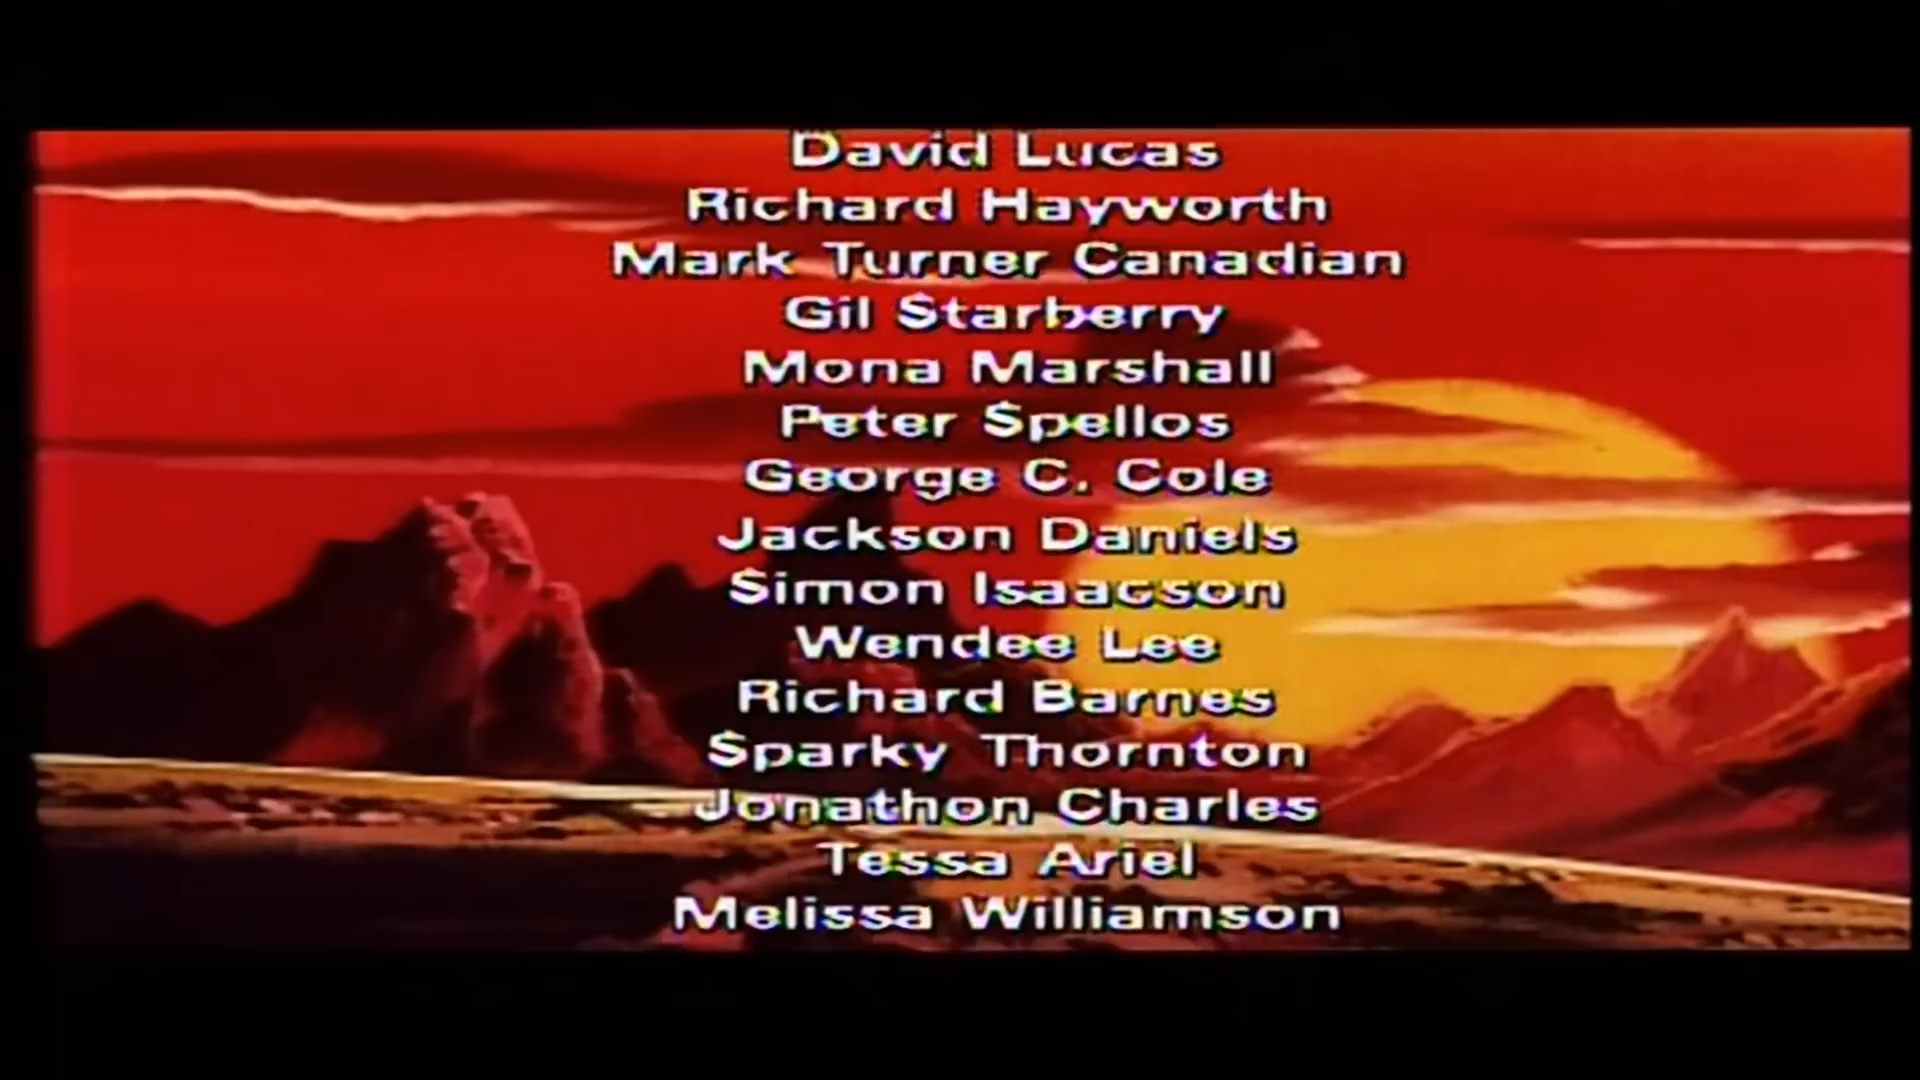 David Lucas
Richard Hayworth
Mark Turner Canadian
Gil Starberry
Mona Marshall
Peter Spellos
George C. Cole
Jackson Daniels
Simon Isaacson
Wendee Lee
Richard Barnes
Sparky Thornton
Jonathon Charles
Tessa Ariel
Melissa Williamson